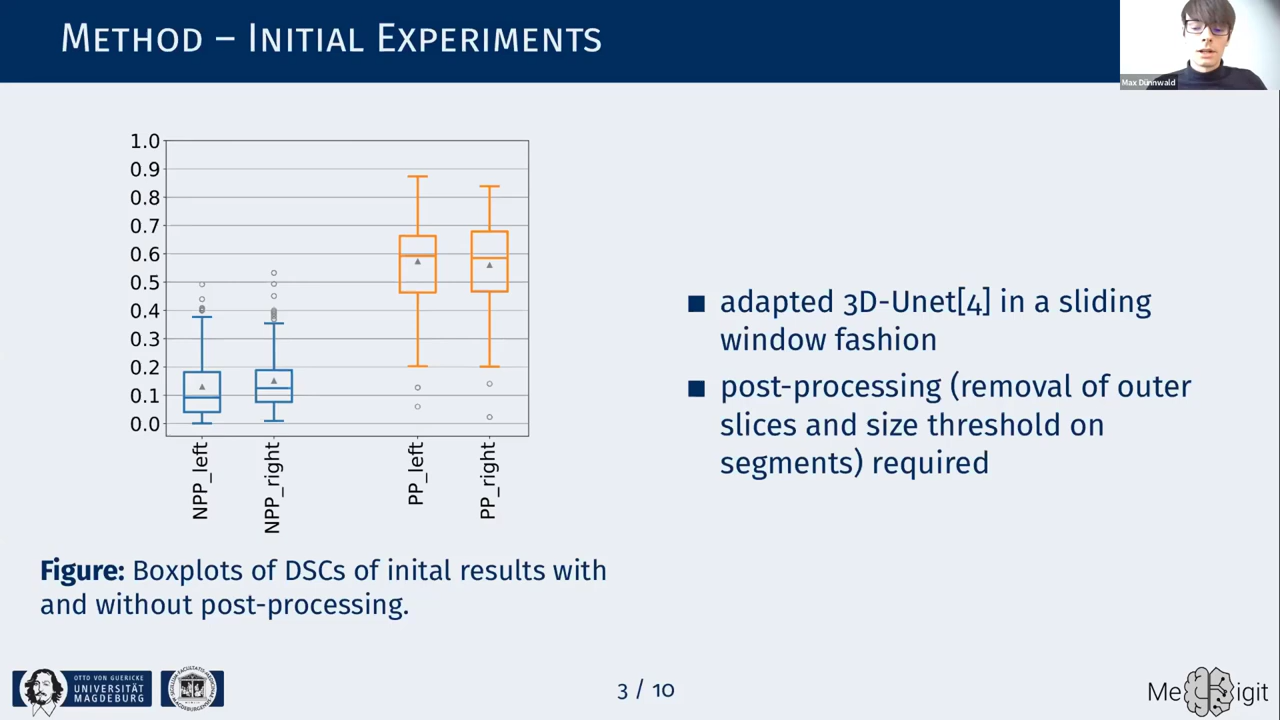 METHOD – INITIAL EXPERIMENTS
Max Dünnwald
1.0
0.9
0.8
0.7
0.6
0.5
0.4
0.3
0.2
0.1
0.0
NPP_left
NPP_right
PP_left
PP_right
■ adapted 3D-Unet[4] in a sliding
window fashion
■ post-processing (removal of outer
slices and size threshold on
segments) required
Figure: Boxplots of DSCs of inital results with
and without post-processing.
OTTO VON GUERICKE
UNIVERSITÄT
MAGDEBURG
3 / 10
Me Digit